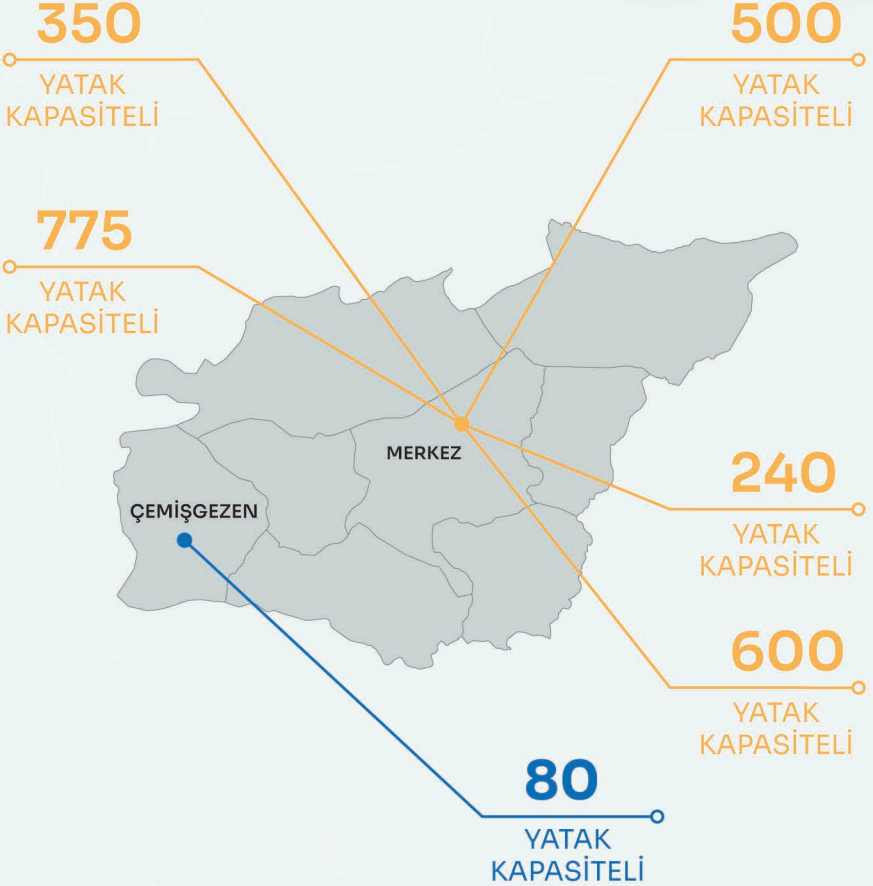 350
YATAK
KAPASİTELİ
500
YATAK
KAPASİTELİ
775
YATAK
KAPASİTELİ
MERKEZ
ÇEMİŞGEZEN
240
YATAK
KAPASİTELİ
600
YATAK
KAPASİTELİ
80
YATAK
KAPASİTELİ